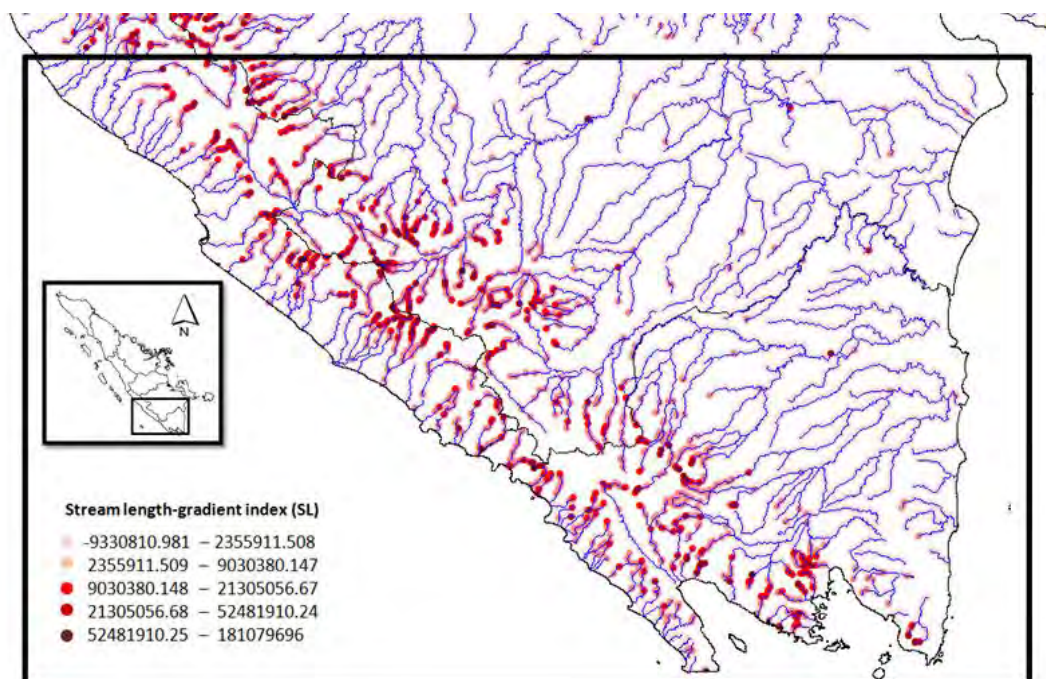 N
Stream length-gradient index (SL)
-9330810.981 – 2355911.508
2355911.509 – 9030380.147
9030380.148 – 21305056.67
21305056.68 – 52481910.24
52481910.25 – 181079696